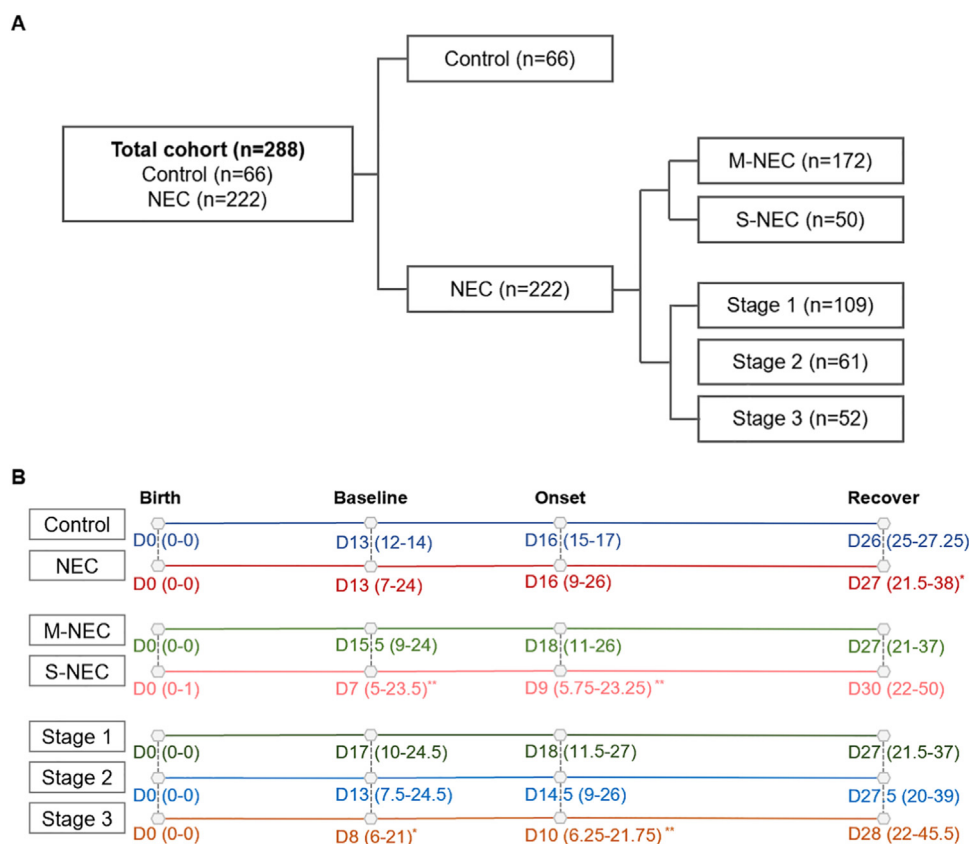 A
Control (n=66)
Total cohort (n=288)
Control (n=66)
NEC (n=222)
M-NEC (n=172)
S-NEC (n=50)
NEC (n=222)
Stage 1 (n=109)
Stage 2 (n=61)
Stage 3 (n=52)
B
Birth Baseline Onset Recover
Control
D0 (0-0) D13 (12-14) D16 (15-17) D26 (25-27.25)
NEC
D0 (0-0) D13 (7-24) D16 (9-26) D27 (21.5-38)*
M-NEC
D0 (0-0) D15.5 (9-24) D18 (11-26) D27 (21-37)
S-NEC
D0 (0-1) D7 (5-23.5)** D9 (5.75-23.25) ** D30 (22-50)
Stage 1
D0 (0-0) D17 (10-24.5) D18 (11.5-27) D27 (21.5-37)
Stage 2
D0 (0-0) D13 (7.5-24.5) D14.5 (9-26) D27.5 (20-39)
Stage 3
D0 (0-0) D8 (6-21)* D10 (6.25-21.75) ** D28 (22-45.5)